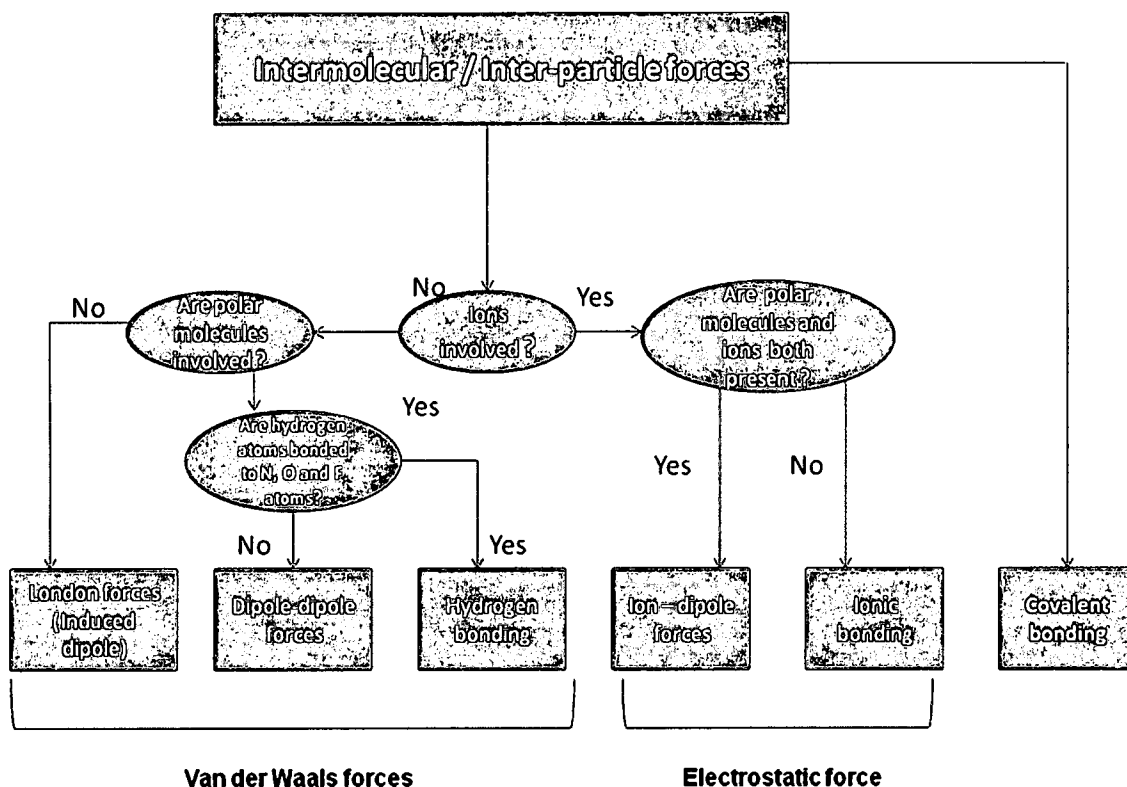 Intermolecular / Inter-particle forces
No
Are polar
molecules
involved ?
No
Ions
involved ?
Yes
Are polar
molecules and
ions both
present ?
Yes
Are hydrogen
atoms bonded
to N, O and F
atoms?
No
Yes
Yes
No
London forces
(Induced
dipole)
Dipole-dipole
forces
Hydrogen
bonding
Ion – dipole
forces
Ionic
bonding
Covalent
bonding
Van der Waals forces
Electrostatic force